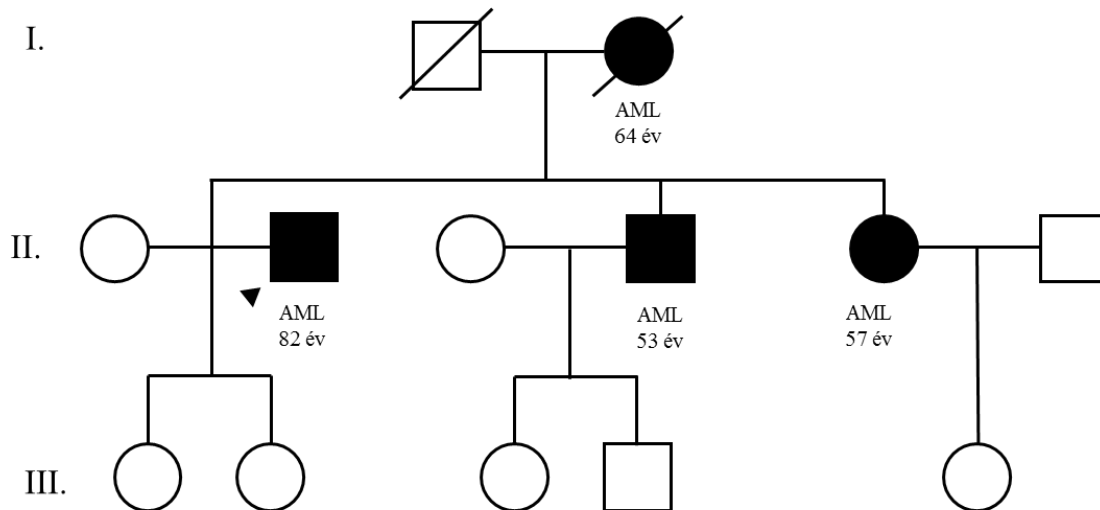 I.
AML
64 év
II.
AML
82 év
AML
53 év
AML
57 év
III.